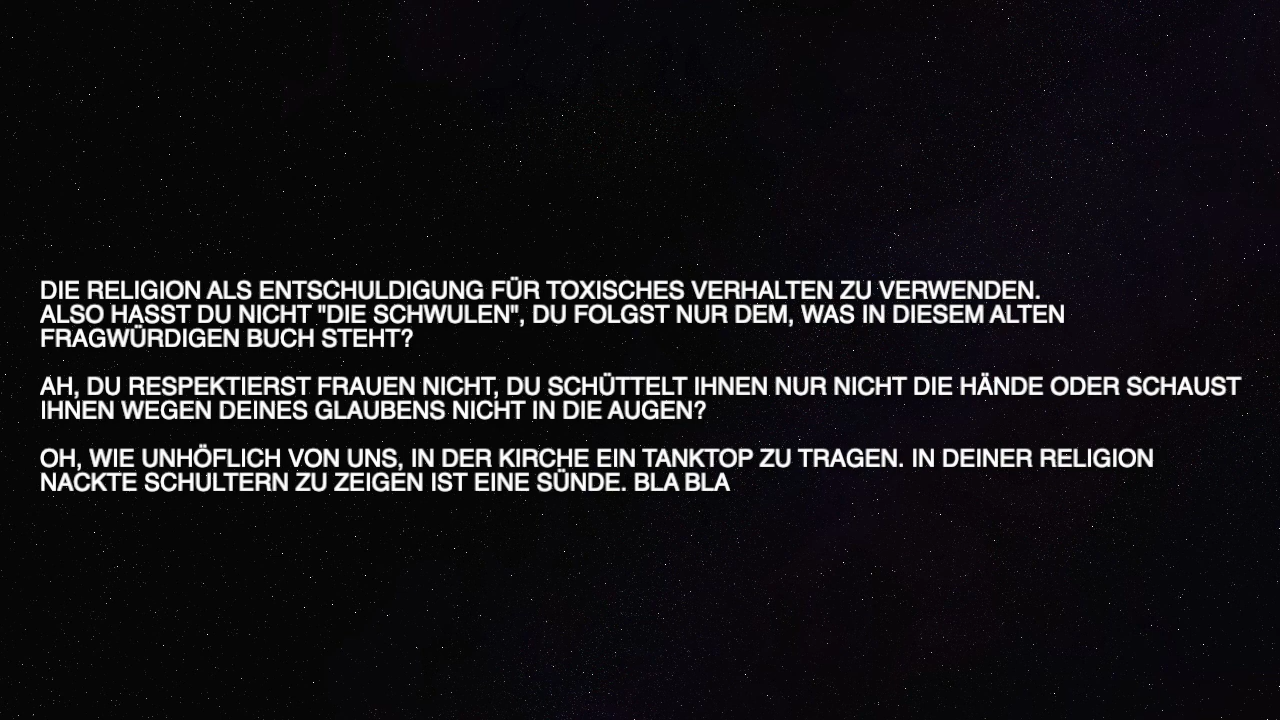 DIE RELIGION ALS ENTSCHULDIGUNG FÜR TOXISCHES VERHALTEN ZU VERWENDEN.
ALSO HASST DU NICHT "DIE SCHWULEN", DU FOLGST NUR DEM, WAS IN DIESEM ALTEN
FRAGWÜRDIGEN BUCH STEHT?
AH, DU RESPEKTIERST FRAUEN NICHT, DU SCHÜTTELT IHNEN NUR NICHT DIE HÄNDE ODER SCHAUST
IHNEN WEGEN DEINES GLAUBENS NICHT IN DIE AUGEN?
OH, WIE UNHÖFLICH VON UNS, IN DER KIRCHE EIN TANKTOP ZU TRAGEN. IN DEINER RELIGION
NACKTE SCHULTERN ZU ZEIGEN IST EINE SÜNDE. BLA BLA